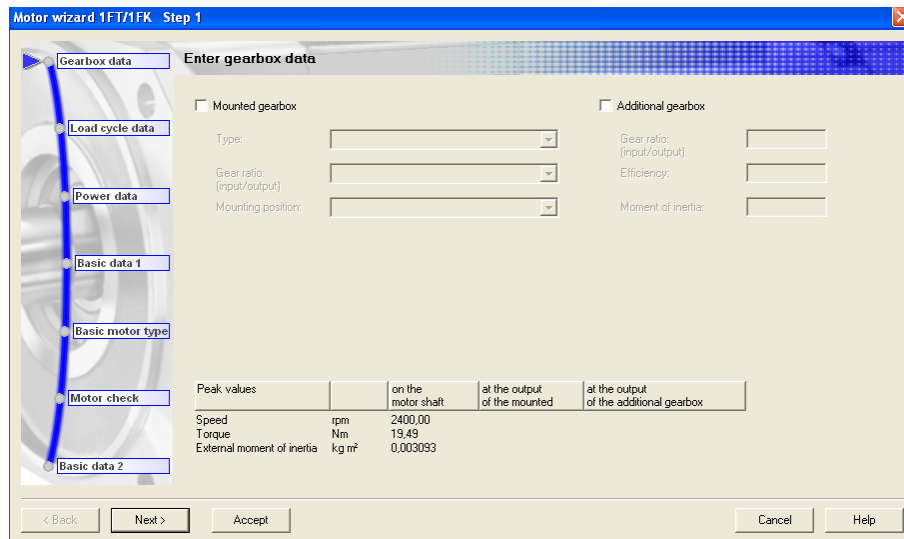 Motor wizard 1FT/1FK Step 1
Gearbox data
Load cycle data
Power data
Basic data 1
Basic motor type
Motor check
Basic data 2
Enter gearbox data
Mounted gearbox
Type:
Gear ratio:
(input/output)
Mounting position:
Additional gearbox
Gear ratio:
(input/output)
Efficiency:
Moment of inertia:
Peak values on the at the output at the output
motor shaft of the mounted of the additional gearbox
Speed rpm 2400,00
Torque Nm 19,49
External moment of inertia kg m² 0,003093
< Back Next > Accept Cancel Help